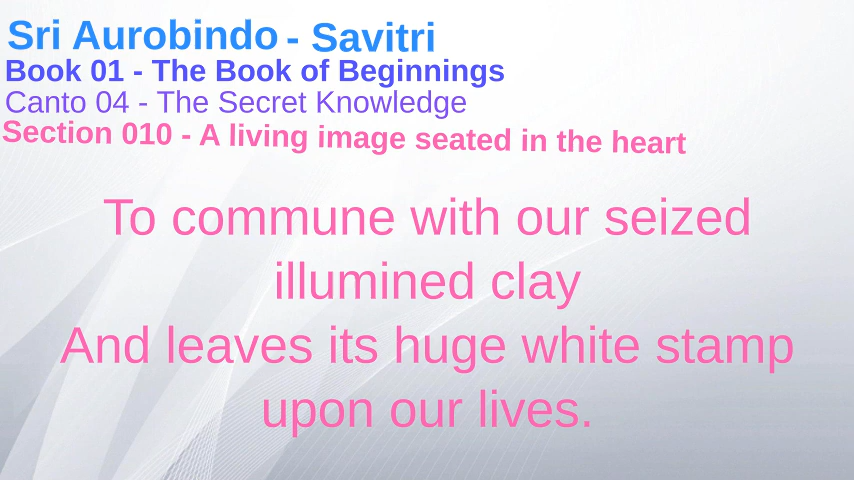 Sri Aurobindo - Savitri
Book 01 - The Book of Beginnings
Canto 04 - The Secret Knowledge
Section 010 - A living image seated in the heart
To commune with our seized
illumined clay
And leaves its huge white stamp
upon our lives.